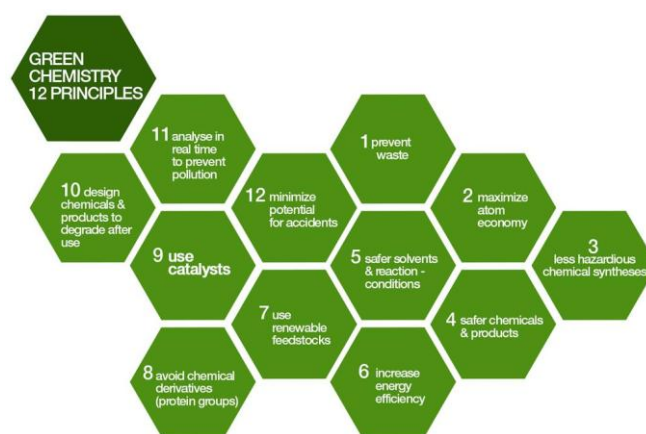 GREEN
CHEMISTRY
12 PRINCIPLES
11 analyse in
real time
to prevent
pollution
1 prevent
waste
10 design
chemicals &
products to
degrade after
use
12 minimize
potential
for accidents
2 maximize
atom
economy
3
less hazardious
chemical syntheses
9 use
catalysts
5 safer solvents
& reaction -
conditions
4 safer chemicals
& products
7 use
renewable
feedstocks
8 avoid chemical
derivatives
(protein groups)
6 increase
energy
efficiency